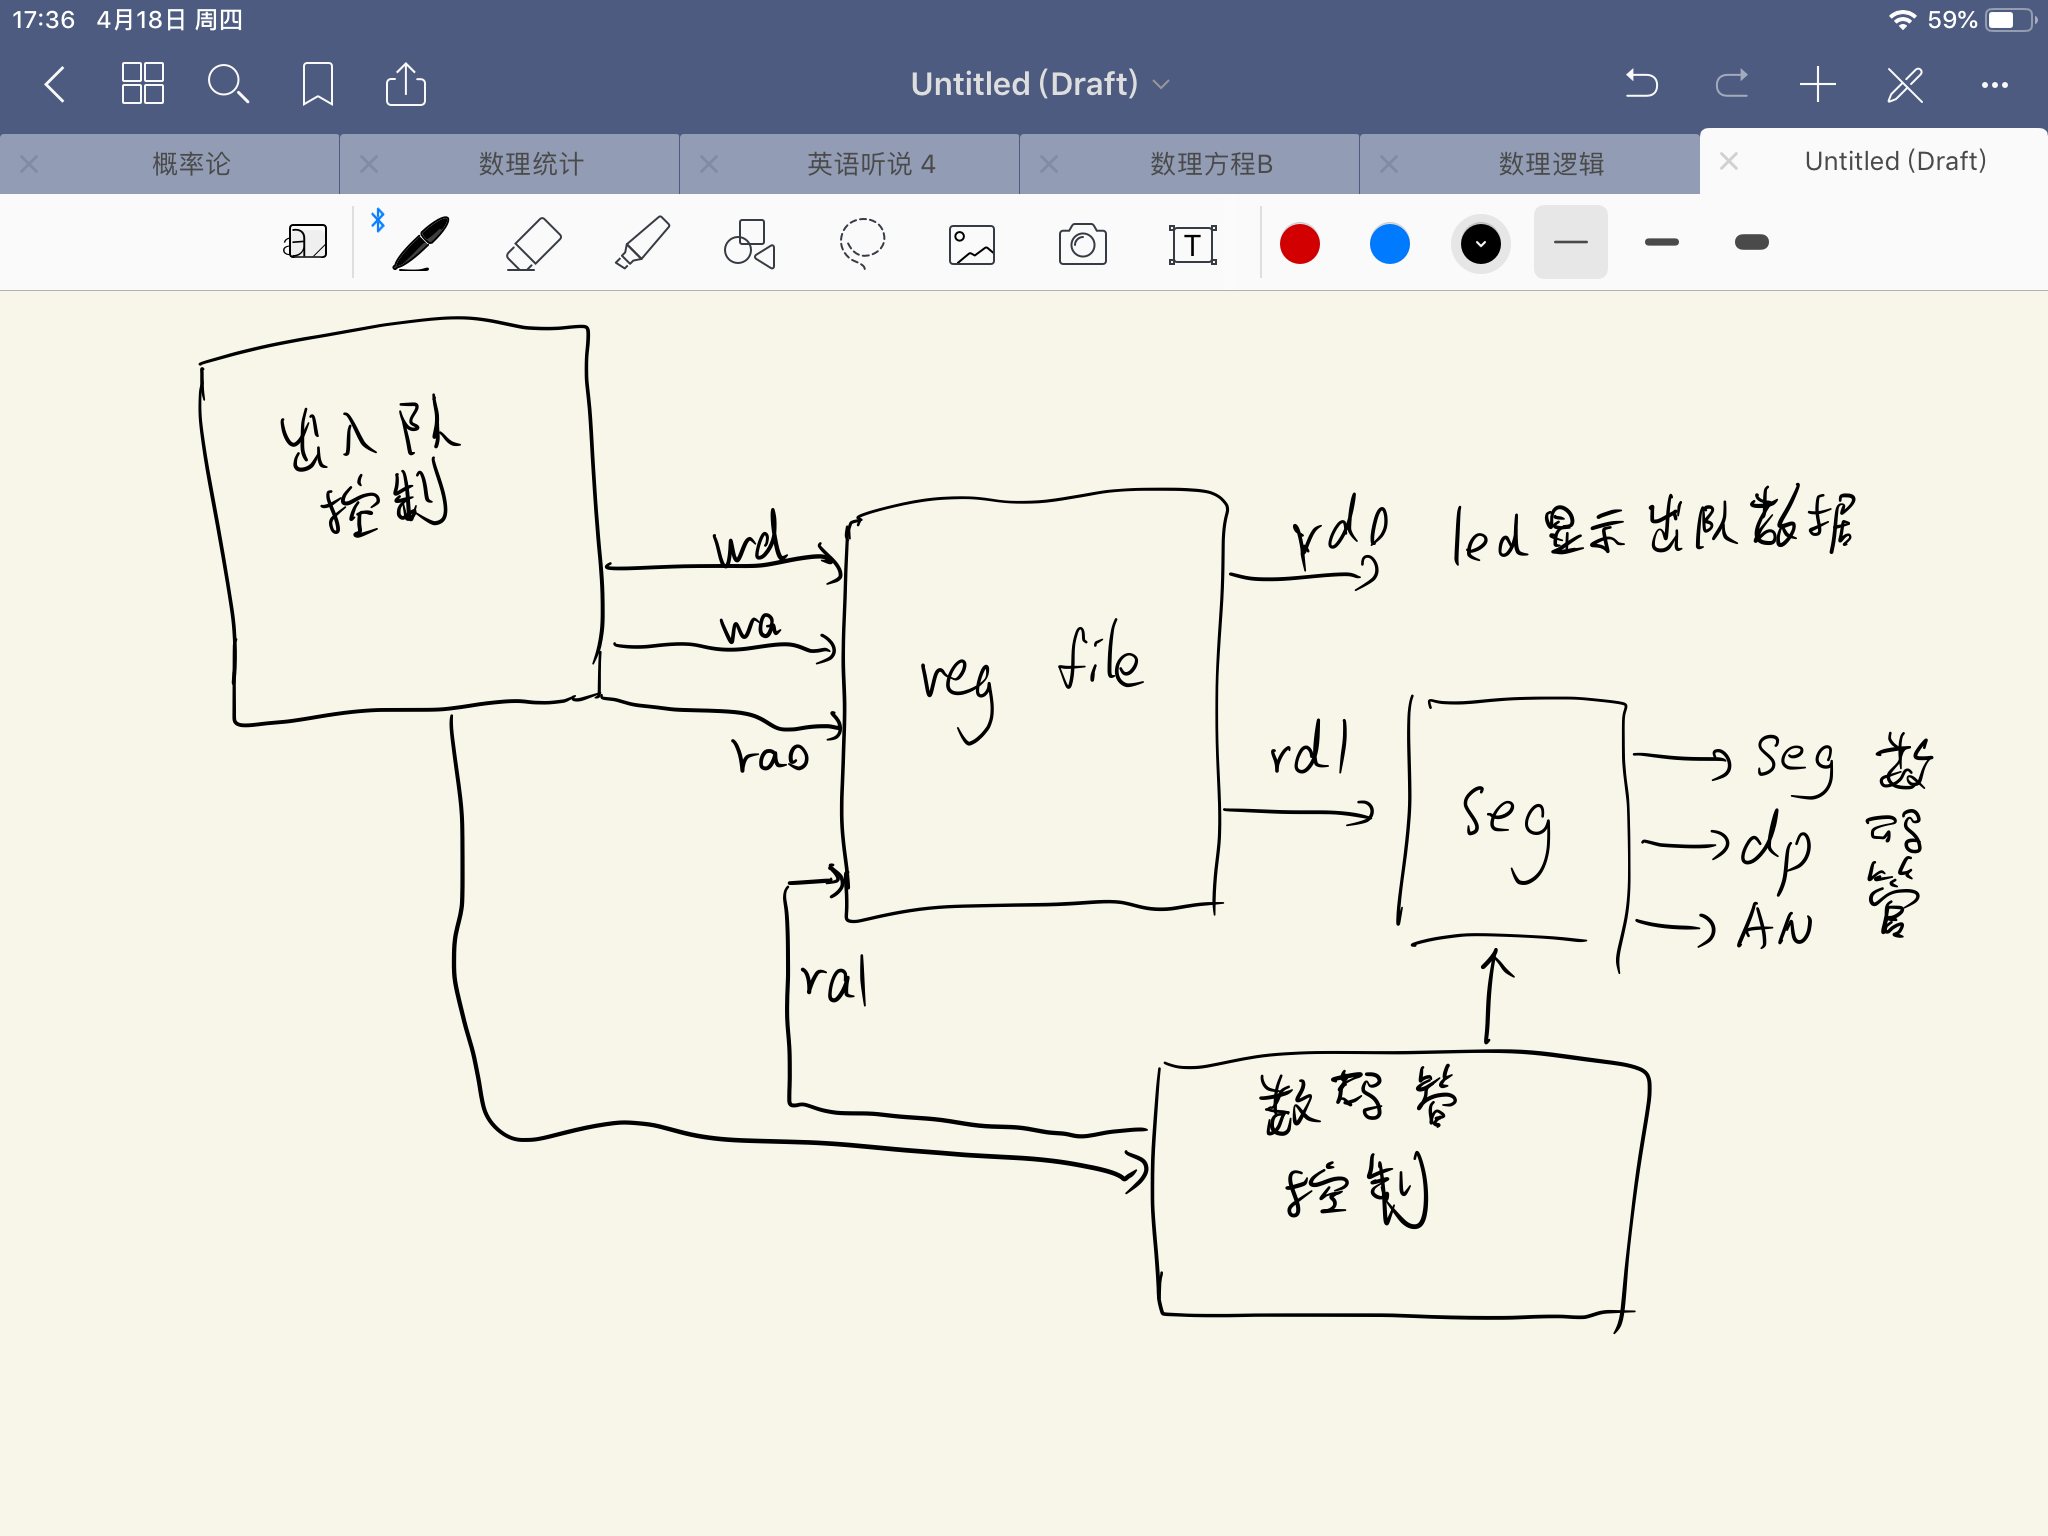 17:36 4月18日 周四
59%
Untitled (Draft)
概率论
数理统计
英语听说 4
数理方程B
数理逻辑
Untitled (Draft)
T
出入队
控制
wd
wa
ra0
ra1
reg file
rd0
led显示出队数据
rd1
seg
seg
dp
AN
数
码
管
数码管
控制